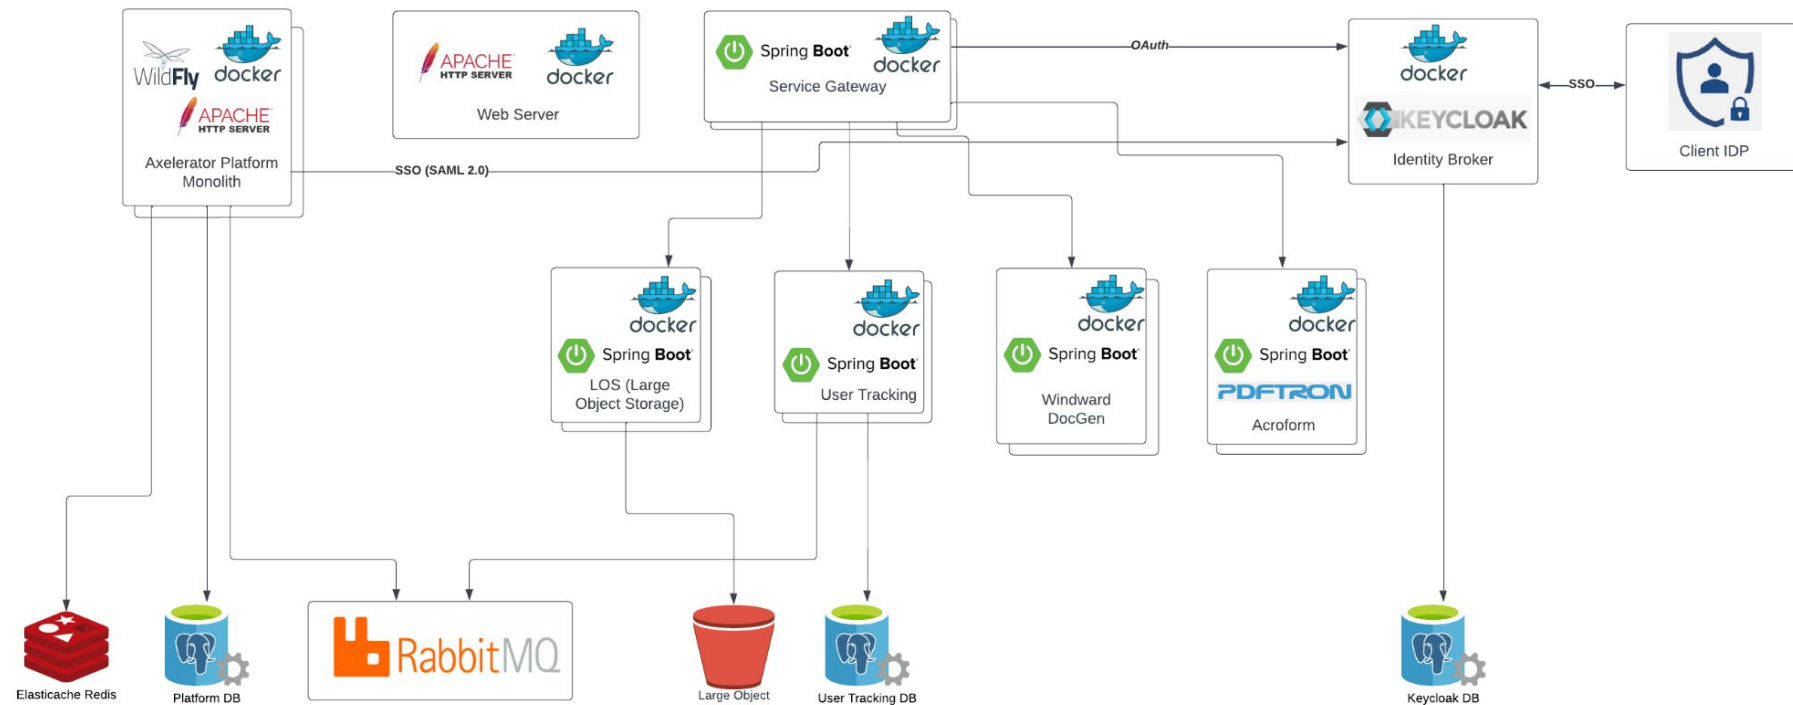 WildFly
docker
APACHE
HTTP SERVER
Axelerator Platform
Monolith
APACHE
HTTP SERVER
docker
Web Server
Spring Boot
docker
Service Gateway
OAuth
docker
KEYCLOAK
Identity Broker
SSO
Client IDP
SSO (SAML 2.0)
docker
Spring Boot
LOS (Large
Object Storage)
docker
Spring Boot
User Tracking
docker
Spring Boot
Windward
DocGen
docker
Spring Boot
PDFTRON
Acroform
Elasticache Redis
Platform DB
RabbitMQ
Large Object
User Tracking DB
Keycloak DB